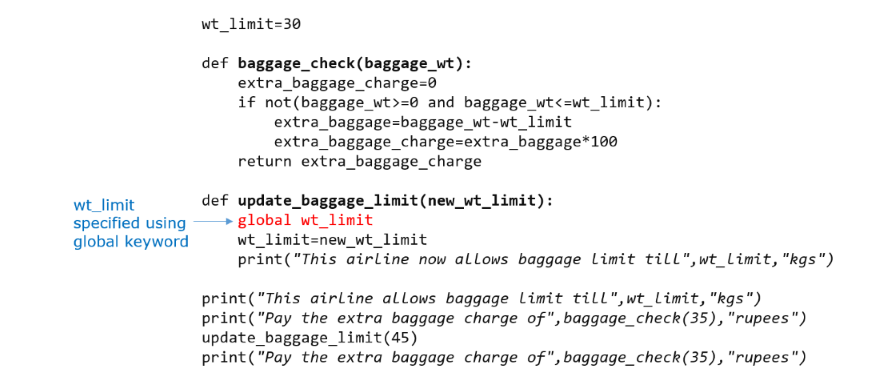 wt_limit=30
def baggage_check(baggage_wt):
    extra_baggage_charge=0
    if not(baggage_wt>=0 and baggage_wt<=wt_limit):
        extra_baggage=baggage_wt-wt_limit
        extra_baggage_charge=extra_baggage*100
    return extra_baggage_charge
wt_limit
specified using
global keyword
def update_baggage_limit(new_wt_limit):
    global wt_limit
    wt_limit=new_wt_limit
    print("This airline now allows baggage limit till",wt_limit,"kgs")
print("This airline allows baggage limit till",wt_limit,"kgs")
print("Pay the extra baggage charge of",baggage_check(35),"rupees")
update_baggage_limit(45)
print("Pay the extra baggage charge of",baggage_check(35),"rupees")